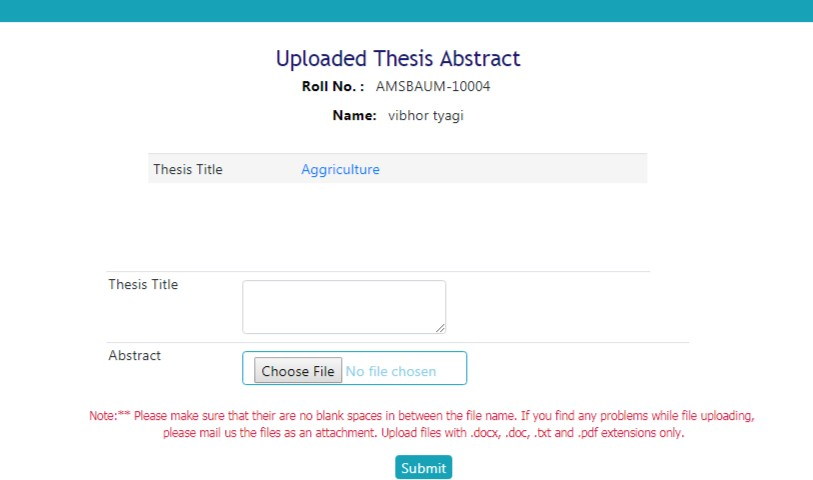 Uploaded Thesis Abstract
Roll No. : AMSBAUM-10004
Name: vibhor tyagi
Thesis Title Aggriculture
Thesis Title
Abstract Choose File No file chosen
Note:** Please make sure that their are no blank spaces in between the file name. If you find any problems while file uploading,
please mail us the files as an attachment. Upload files with .docx, .doc, .txt and .pdf extensions only.
Submit